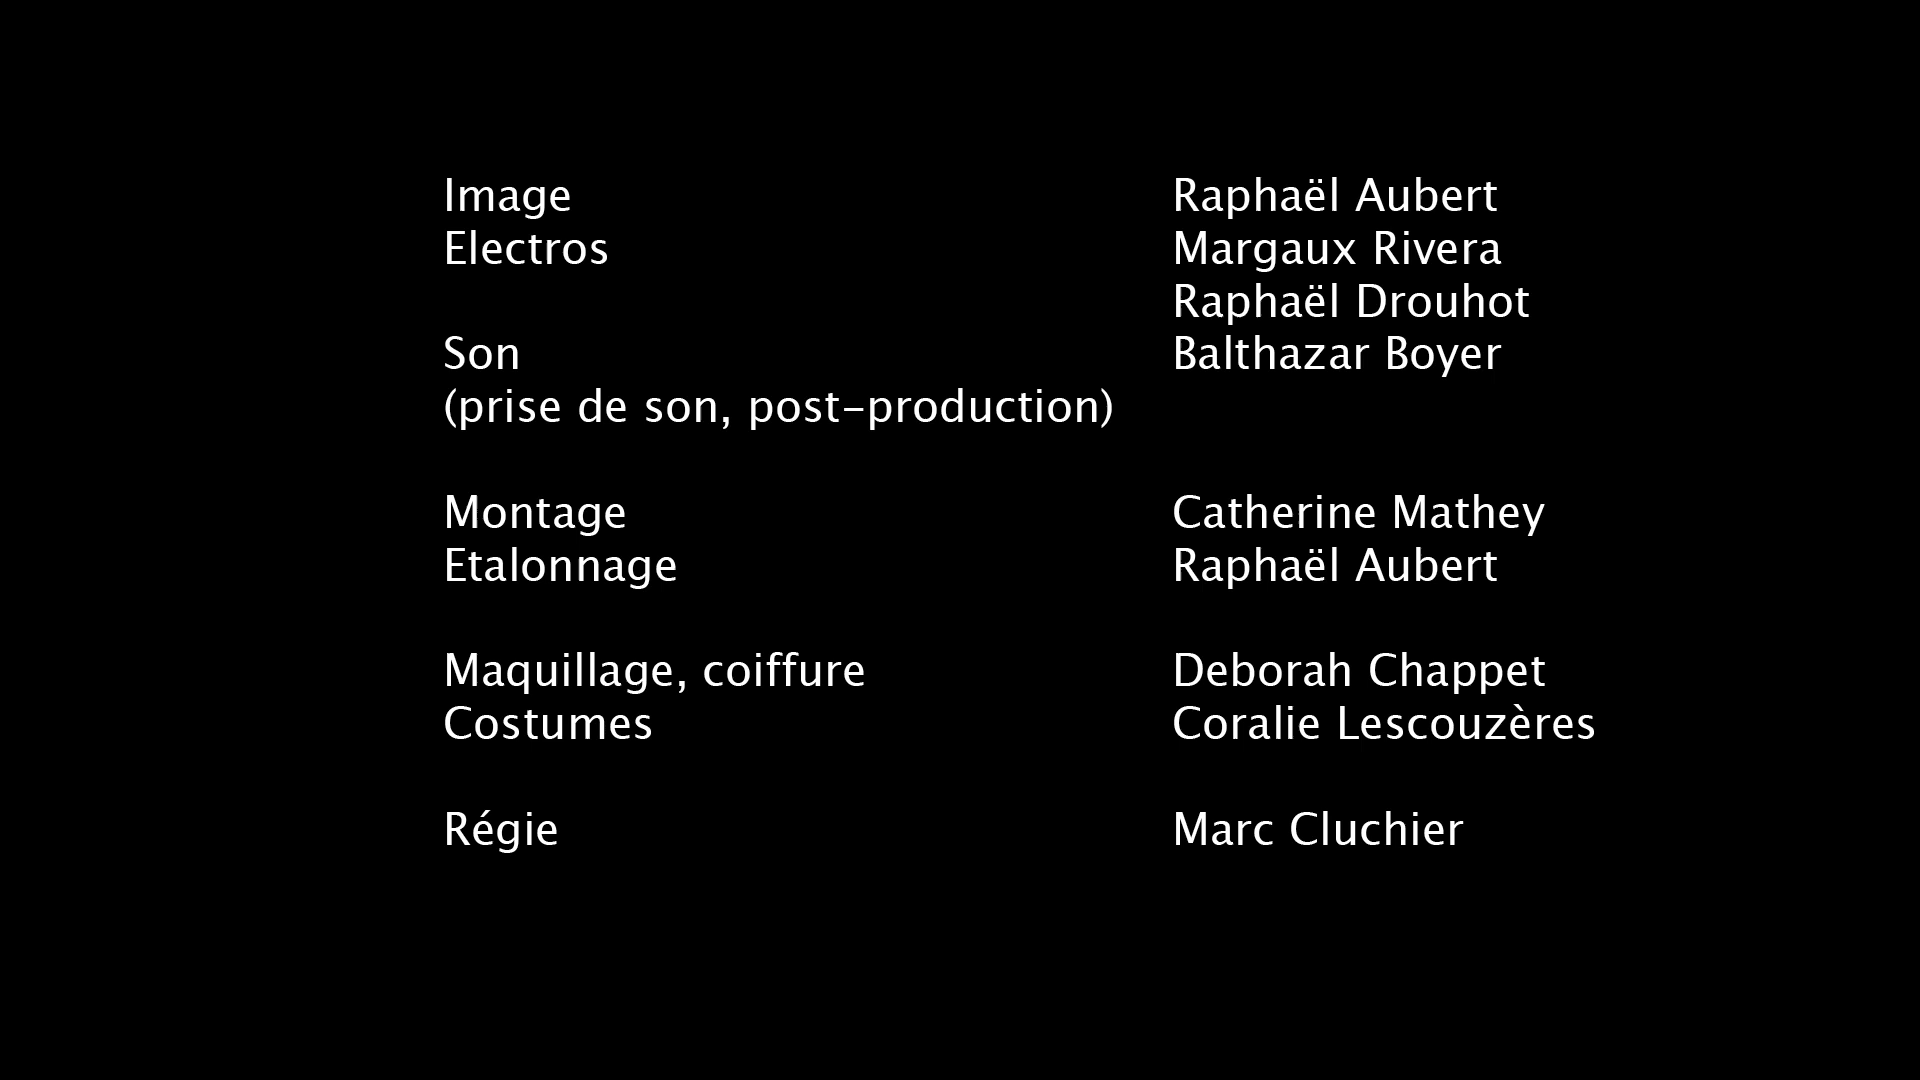 Image Raphaël Aubert
Electros Margaux Rivera
Raphaël Drouhot
Son Balthazar Boyer
(prise de son, post-production)
Montage Catherine Mathey
Etalonnage Raphaël Aubert
Maquillage, coiffure Deborah Chappet
Costumes Coralie Lescouzères
Régie Marc Cluchier